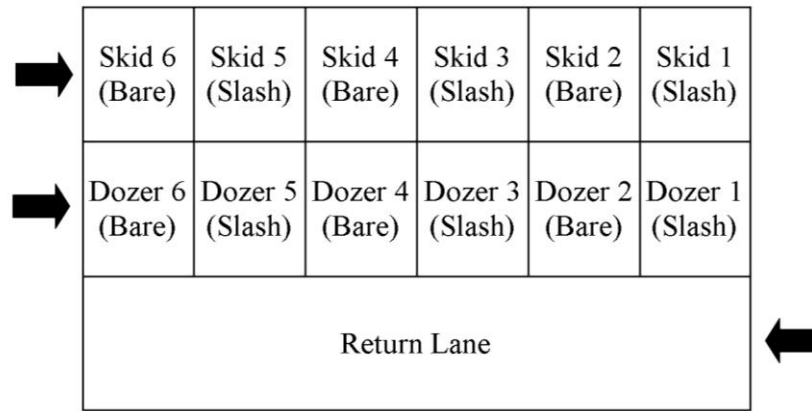 Skid 6
(Bare)
Skid 5
(Slash)
Skid 4
(Bare)
Skid 3
(Slash)
Skid 2
(Bare)
Skid 1
(Slash)
Dozer 6
(Bare)
Dozer 5
(Slash)
Dozer 4
(Bare)
Dozer 3
(Slash)
Dozer 2
(Bare)
Dozer 1
(Slash)
Return Lane